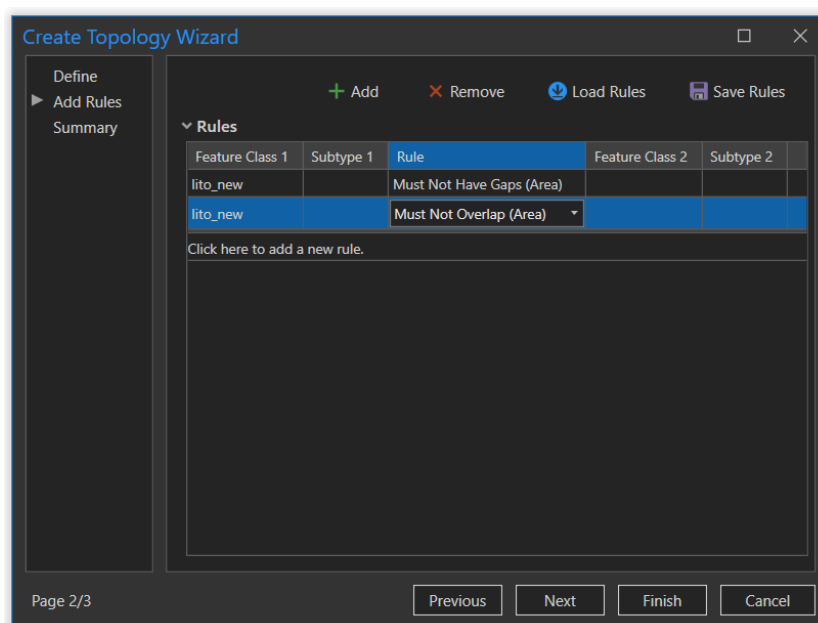 Create Topology Wizard
Define
Add Rules
Summary
Add Remove Load Rules Save Rules
Rules
Feature Class 1 Subtype 1 Rule Feature Class 2 Subtype 2
lito_new Must Not Have Gaps (Area)
lito_new Must Not Overlap (Area)
Click here to add a new rule.
Page 2/3 Previous Next Finish Cancel